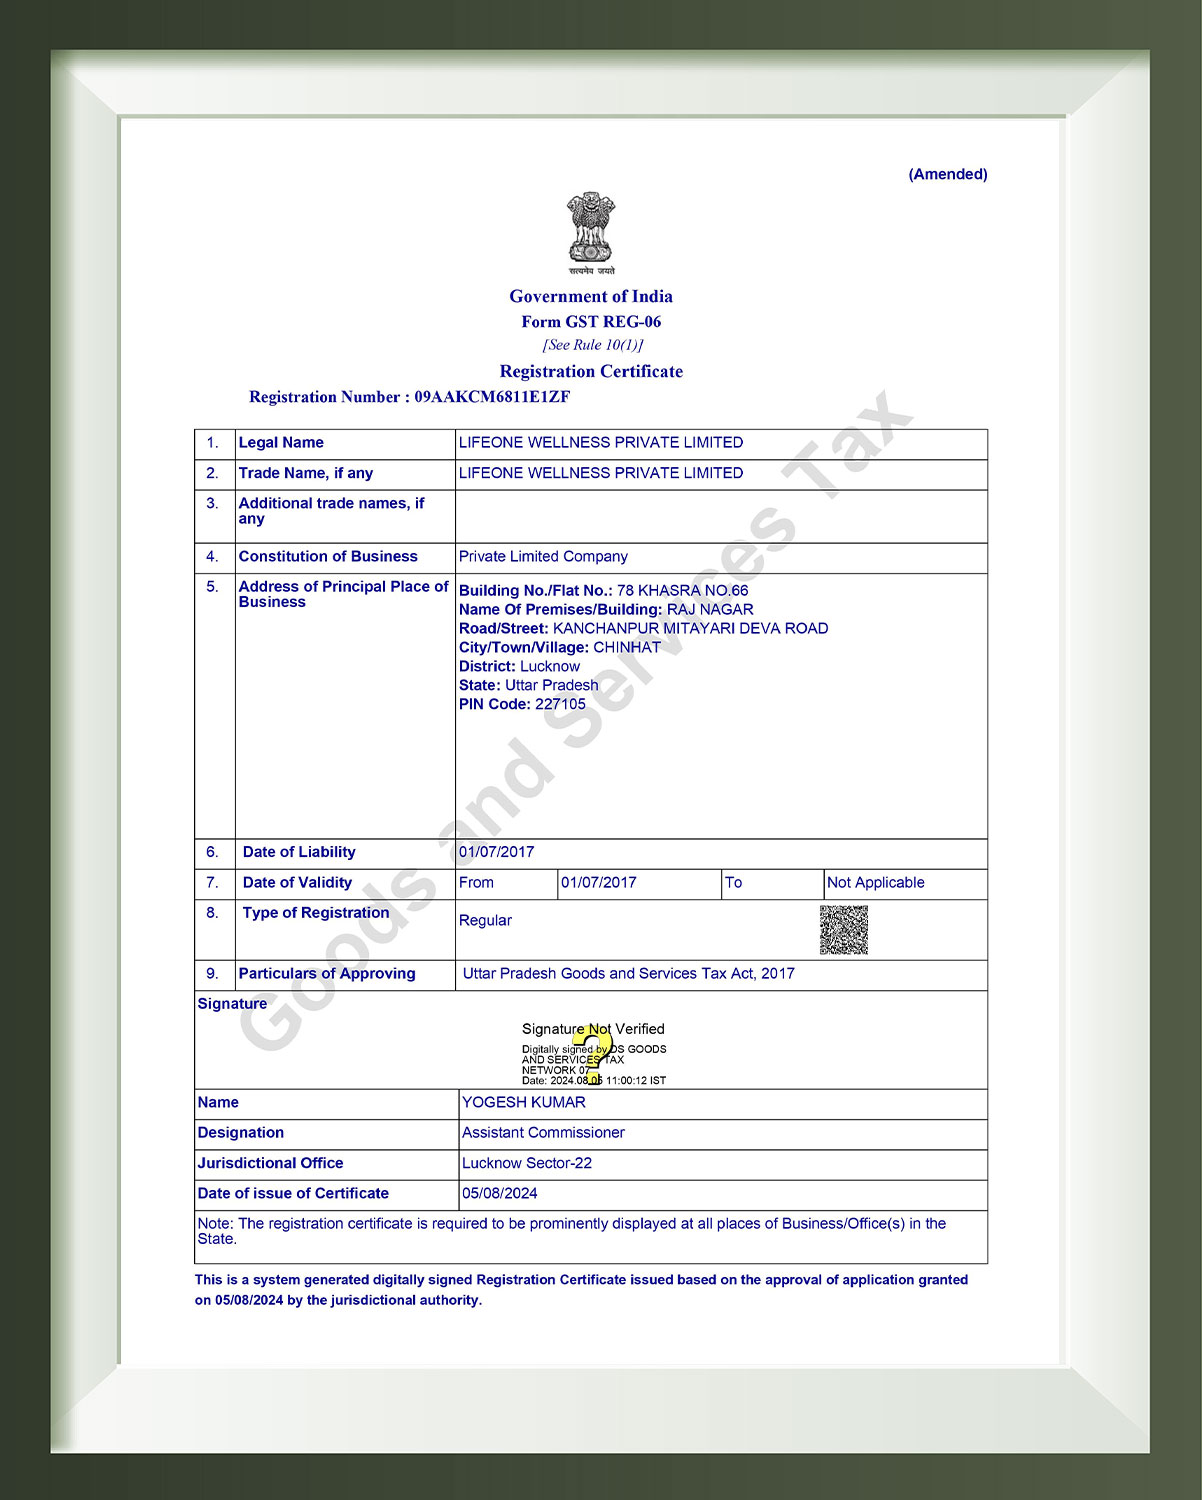 (Amended)
सत्यमेव जयते
Government of India
Form GST REG-06
[See Rule 10(1)]
Registration Certificate
Registration Number : 09AAKCM6811E1ZF
1. Legal Name LIFEONE WELLNESS PRIVATE LIMITED
2. Trade Name, if any LIFEONE WELLNESS PRIVATE LIMITED
3. Additional trade names, if
any
4. Constitution of Business Private Limited Company
5. Address of Principal Place of
Business
Building No./Flat No.: 78 KHASRA NO.66
Name Of Premises/Building: RAJ NAGAR
Road/Street: KANCHANPUR MITAYARI DEVA ROAD
City/Town/Village: CHINHAT
District: Lucknow
State: Uttar Pradesh
PIN Code: 227105
6. Date of Liability 01/07/2017
7. Date of Validity From 01/07/2017 To Not Applicable
8. Type of Registration Regular
9. Particulars of Approving Uttar Pradesh Goods and Services Tax Act, 2017
Signature
Signature Not Verified
Digitally signed by DS GOODS
AND SERVICES TAX
NETWORK 07
Date: 2024.08.05 11:00:12 IST
?
Name YOGESH KUMAR
Designation Assistant Commissioner
Jurisdictional Office Lucknow Sector-22
Date of issue of Certificate 05/08/2024
Note: The registration certificate is required to be prominently displayed at all places of Business/Office(s) in the
State.
This is a system generated digitally signed Registration Certificate issued based on the approval of application granted
on 05/08/2024 by the jurisdictional authority.
Goods and Services Tax